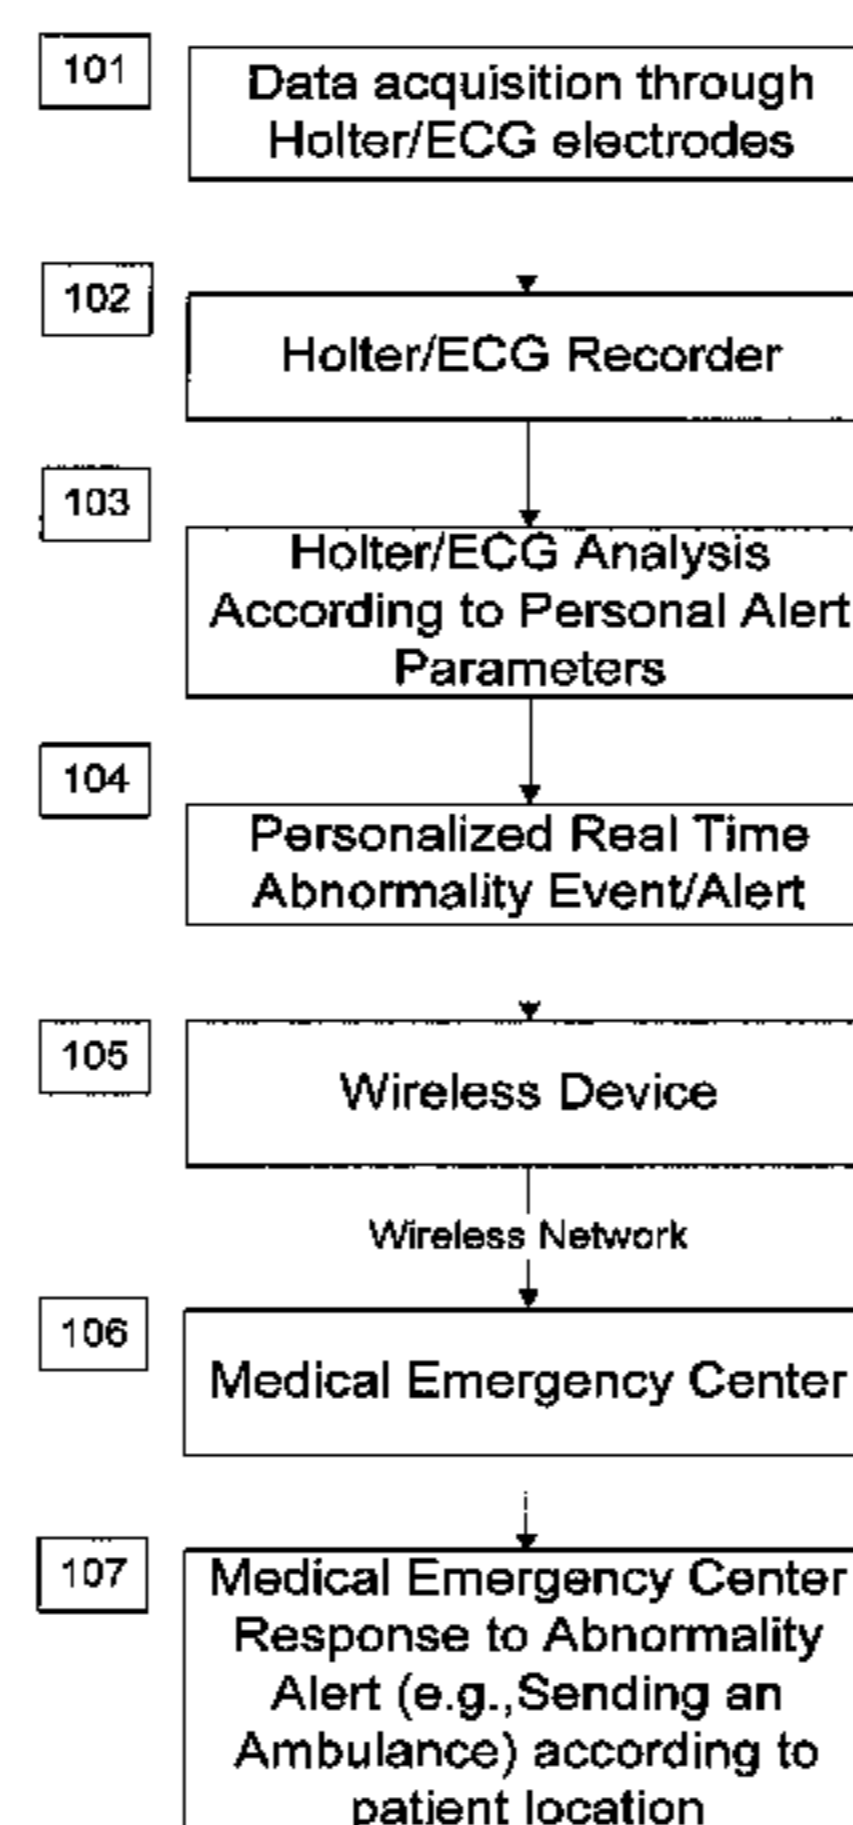 101
Data acquisition through
Holter/ECG electrodes
102
Holter/ECG Recorder
103
Holter/ECG Analysis
According to Personal Alert
Parameters
104
Personalized Real Time
Abnormality Event/Alert
105
Wireless Device
Wireless Network
106
Medical Emergency Center
107
Medical Emergency Center
Response to Abnormality
Alert (e.g.,Sending an
Ambulance) according to
patient location